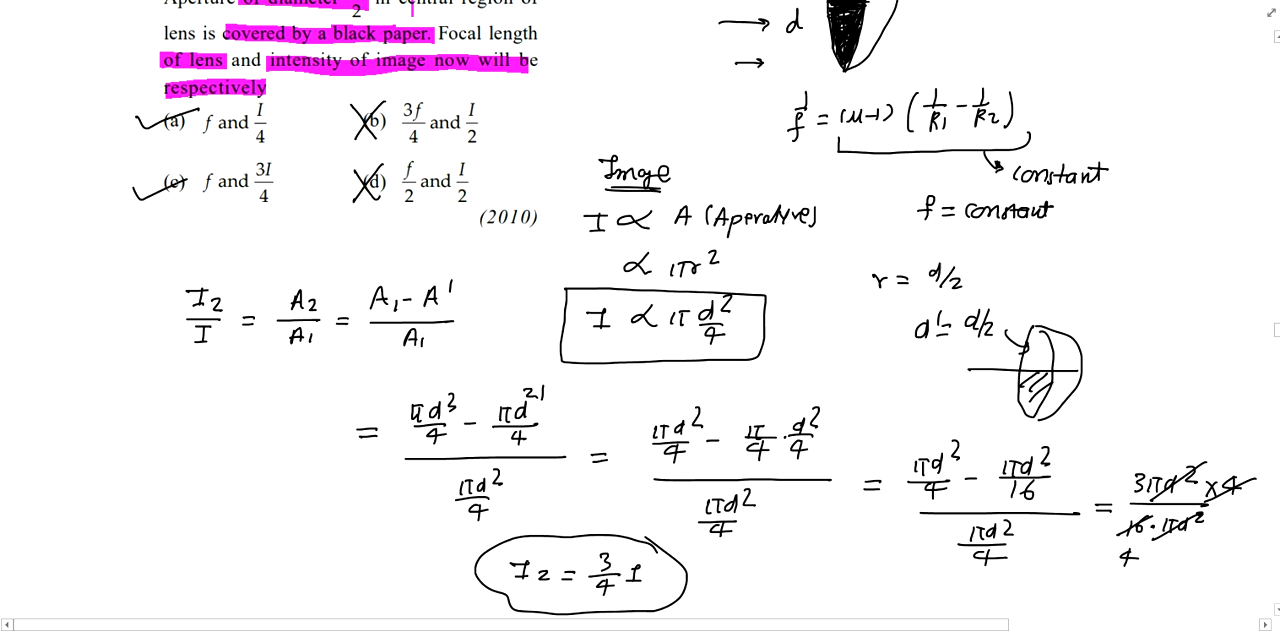 Aperture of diameter d/2 in central region of
lens is covered by a black paper. Focal length
of lens and intensity of image now will be
respectively
(a) f and I/4 (b) 3f/4 and I/2
(c) f and 3I/4 (d) f/2 and I/2
(2010)
→ d
→
1/f = (μ-1) (1/R1 - 1/R2)
constant
f = constant
Image
I ∝ A (Aperature)
∝ πr²
I ∝ π d²/4
r = d/2
d' = d/2
I2/I = A2/A1 = (A1 - A')/A1
= (πd²/4 - πd²'/4)/(πd²/4) = (πd²/4 - π/4 · d²/4)/(πd²/4) = (πd²/4 - πd²/16)/(πd²/4) = (3πd² × 4)/(16 · πd²)
4
I2 = 3/4 I